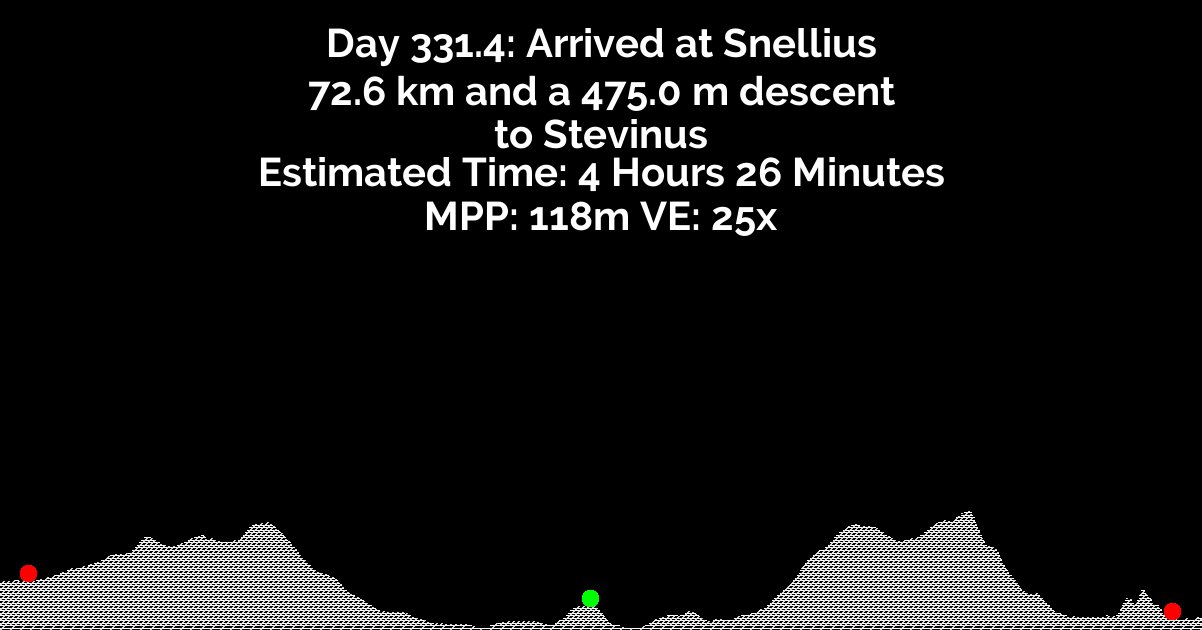 Day 331.4: Arrived at Snellius
72.6 km and a 475.0 m descent
to Stevinus
Estimated Time: 4 Hours 26 Minutes
MPP: 118m VE: 25x